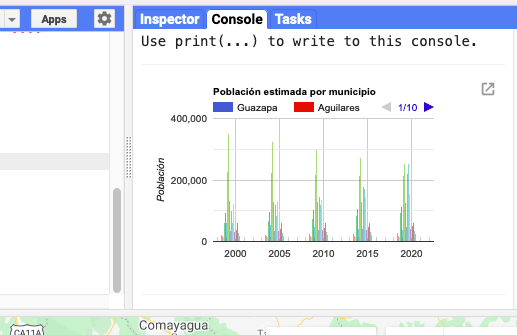 Apps
Inspector Console Tasks
Use print(...) to write to this console.
Población estimada por municipio
Guazapa Aguilares 1/10
400,000
200,000
0
Población
2000 2005 2010 2015 2020
CA11A
Comayagua